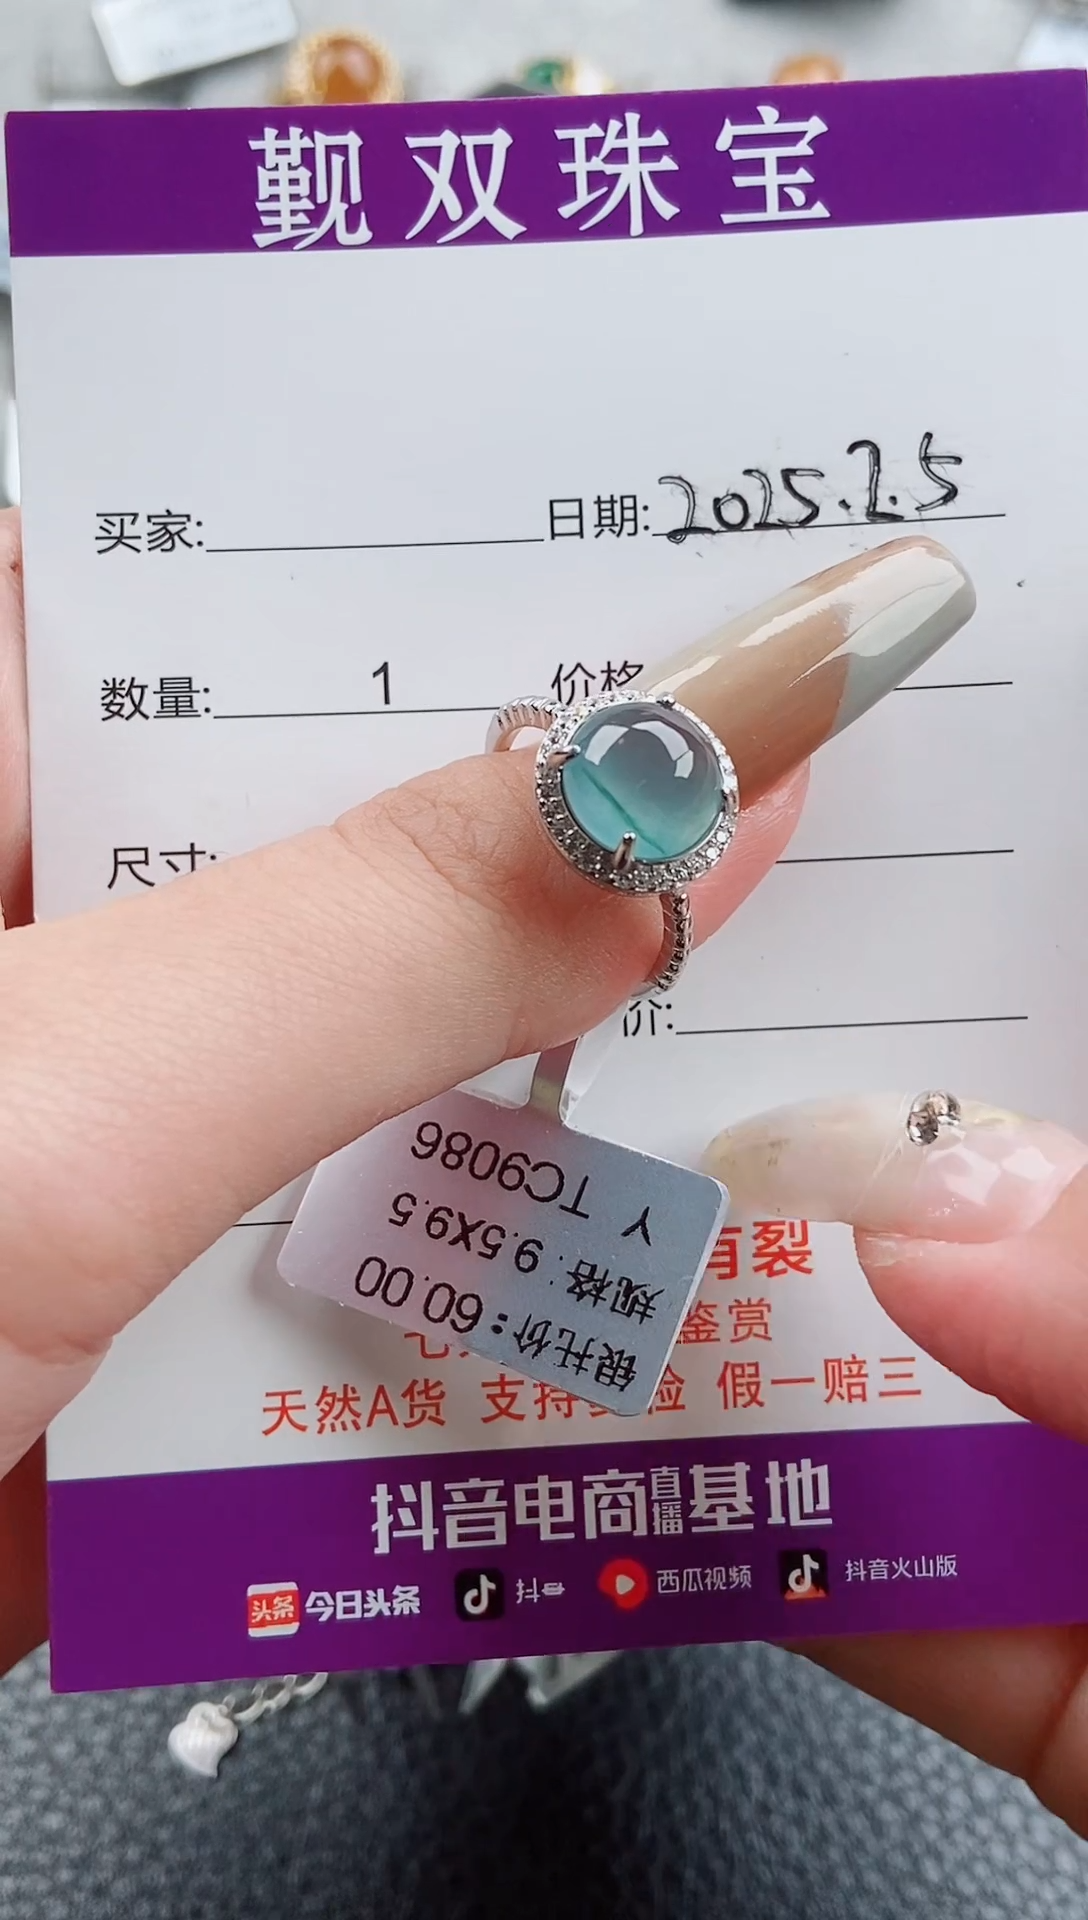 觐双珠宝
买家: 日期: 2025.2.5
数量: 1 价格
尺寸:
价:
Y TC9086
规格: 9.5X9.5
银托价: 60.00
有裂
鉴赏
天然A货 支持 检 假一赔三
抖音电商直播基地
头条 今日头条 抖音 西瓜视频 抖音火山版